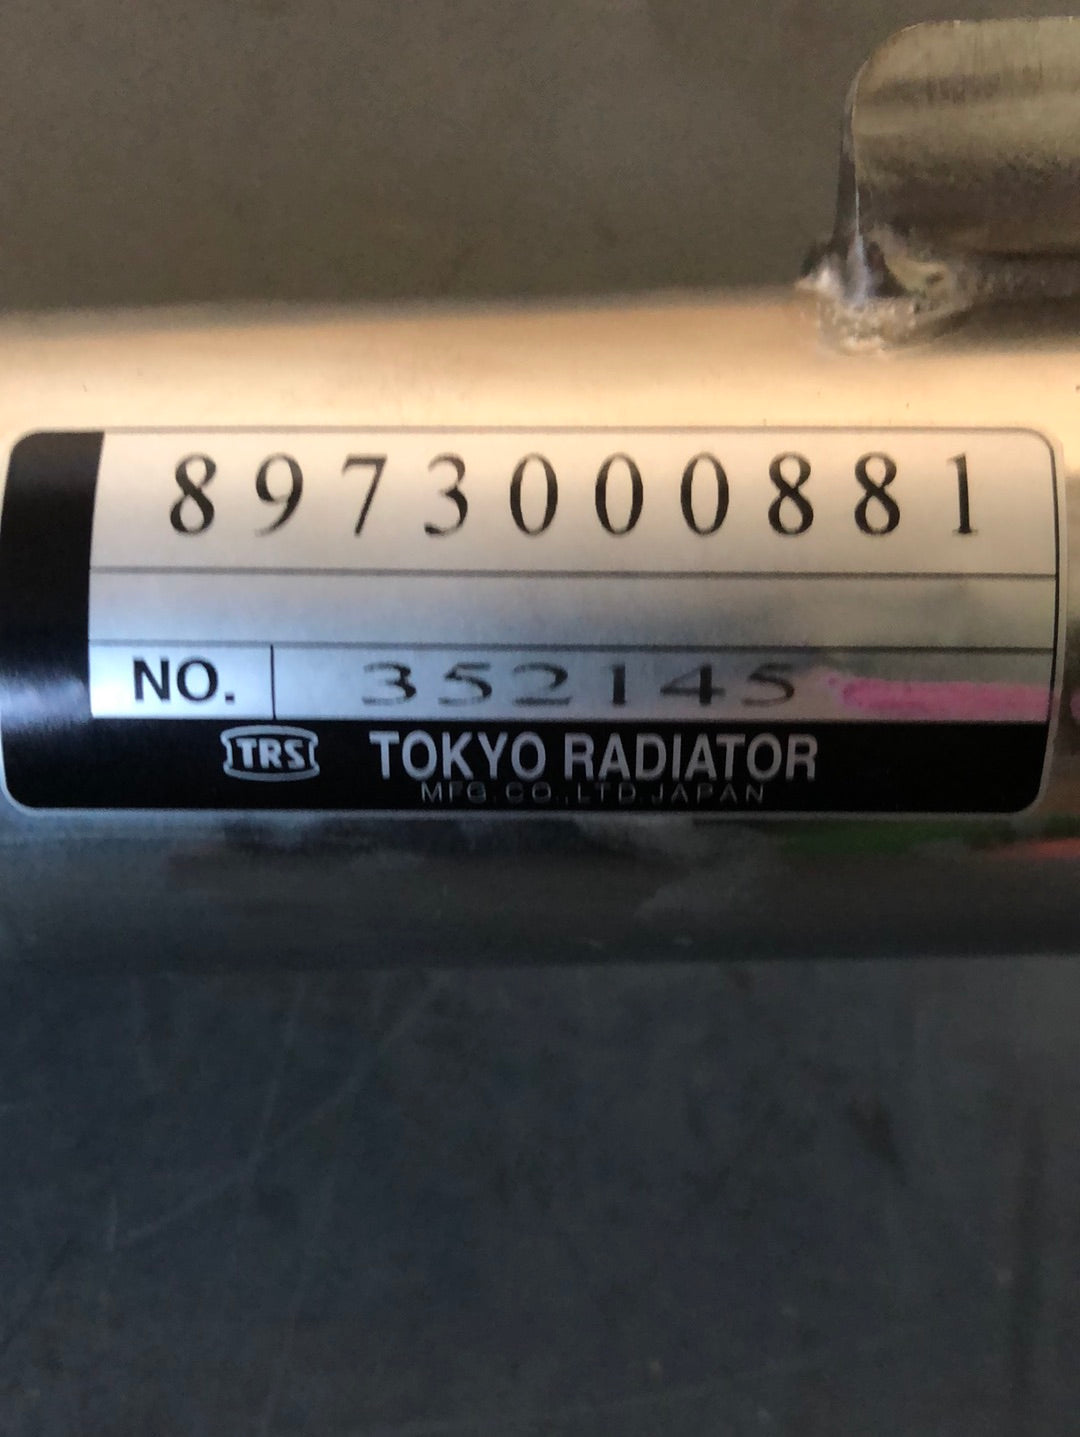 8973000881
NO. 352145
TRS TOKYO RADIATOR
MFG.CO.,LTD.JAPAN